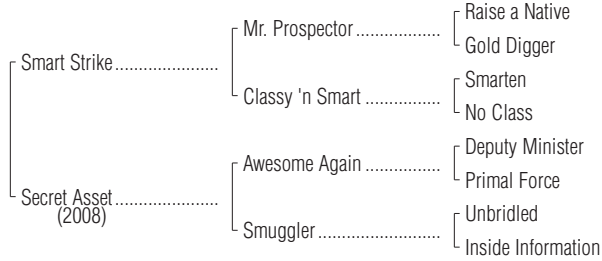 Raise a Native
Mr. Prospector ..................
Gold Digger
Smart Strike ......................
Smarten
Classy 'n Smart ................
No Class
Deputy Minister
Awesome Again ................
Primal Force
Secret Asset ......................
(2008)
Unbridled
Smuggler ..........................
Inside Information